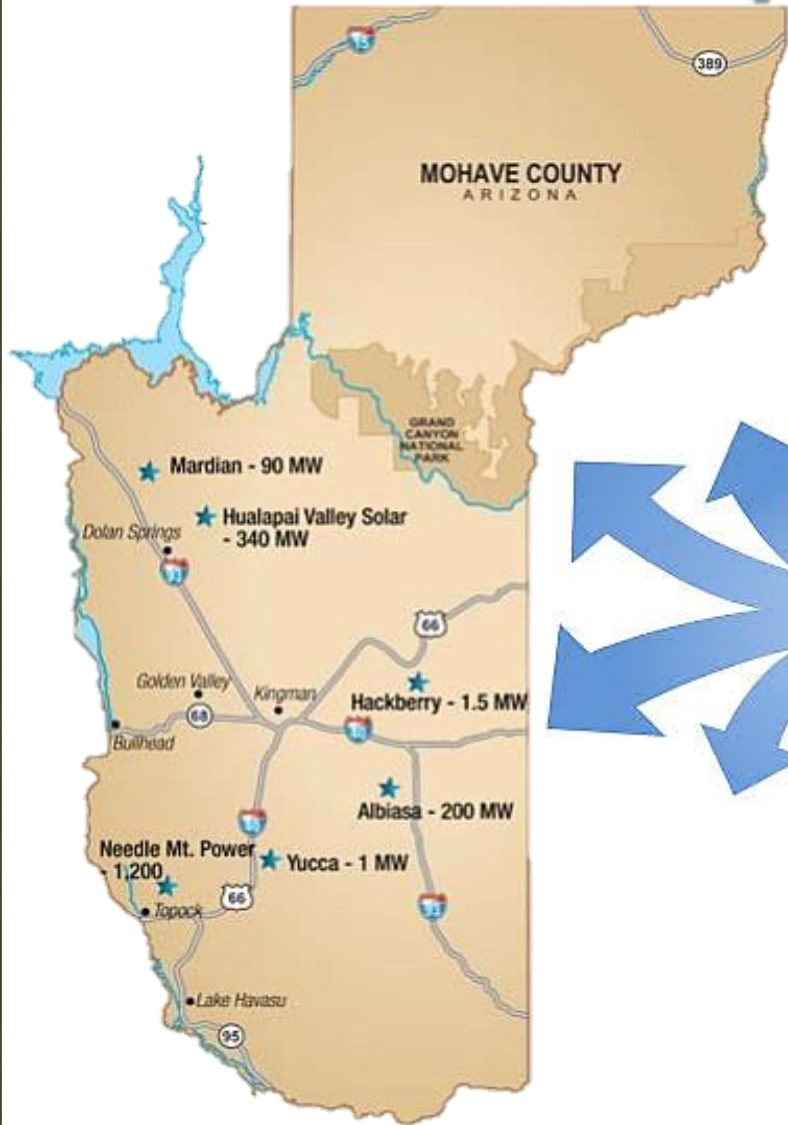 15
389
MOHAVE COUNTY
ARIZONA
GRAND
CANYON
NATIONAL
PARK
Mardian - 90 MW
Hualapai Valley Solar
- 340 MW
Dolan Springs
93
66
Golden Valley
Kingman
Hackberry - 1.5 MW
68
Bullhead
Albiasa - 200 MW
Needle Mt. Power
- 1,200
Yucca - 1 MW
66
93
Topock
Lake Havasu
95